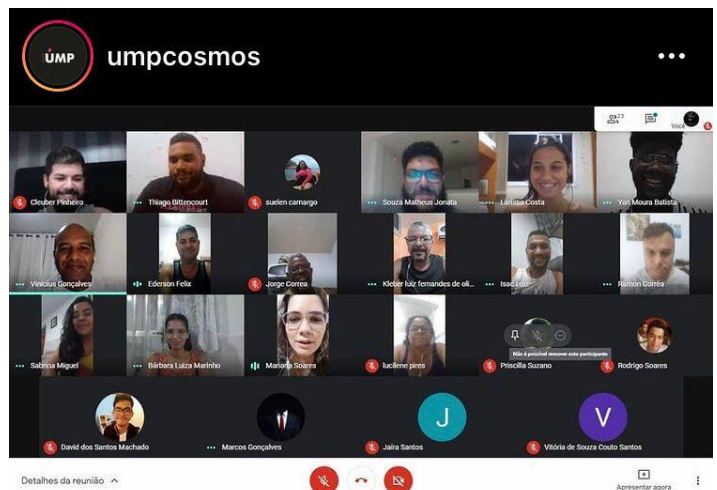 ÚMP
umpcosmos
23
Você
Cleuber Pinheiro
Thiago Bittencourt
suelen camargo
Souza Matheus Jonata
Larissa Costa
Yan Moura Batista
Vinicius Gonçalves
Ederson Felix
Jorge Correa
Kleber luiz fernandes de oli...
Isac Luiz
Ramon Corrêa
Sabrina Miguel
Bárbara Luiza Marinho
Mariana Soares
lucilene pires
Não é possível remover este participante
Priscilla Suzano
Rodrigo Soares
David dos Santos Machado
Marcos Gonçalves
J
Jaíra Santos
V
Vitória de Souza Couto Santos
Detalhes da reunião
Apresentar agora